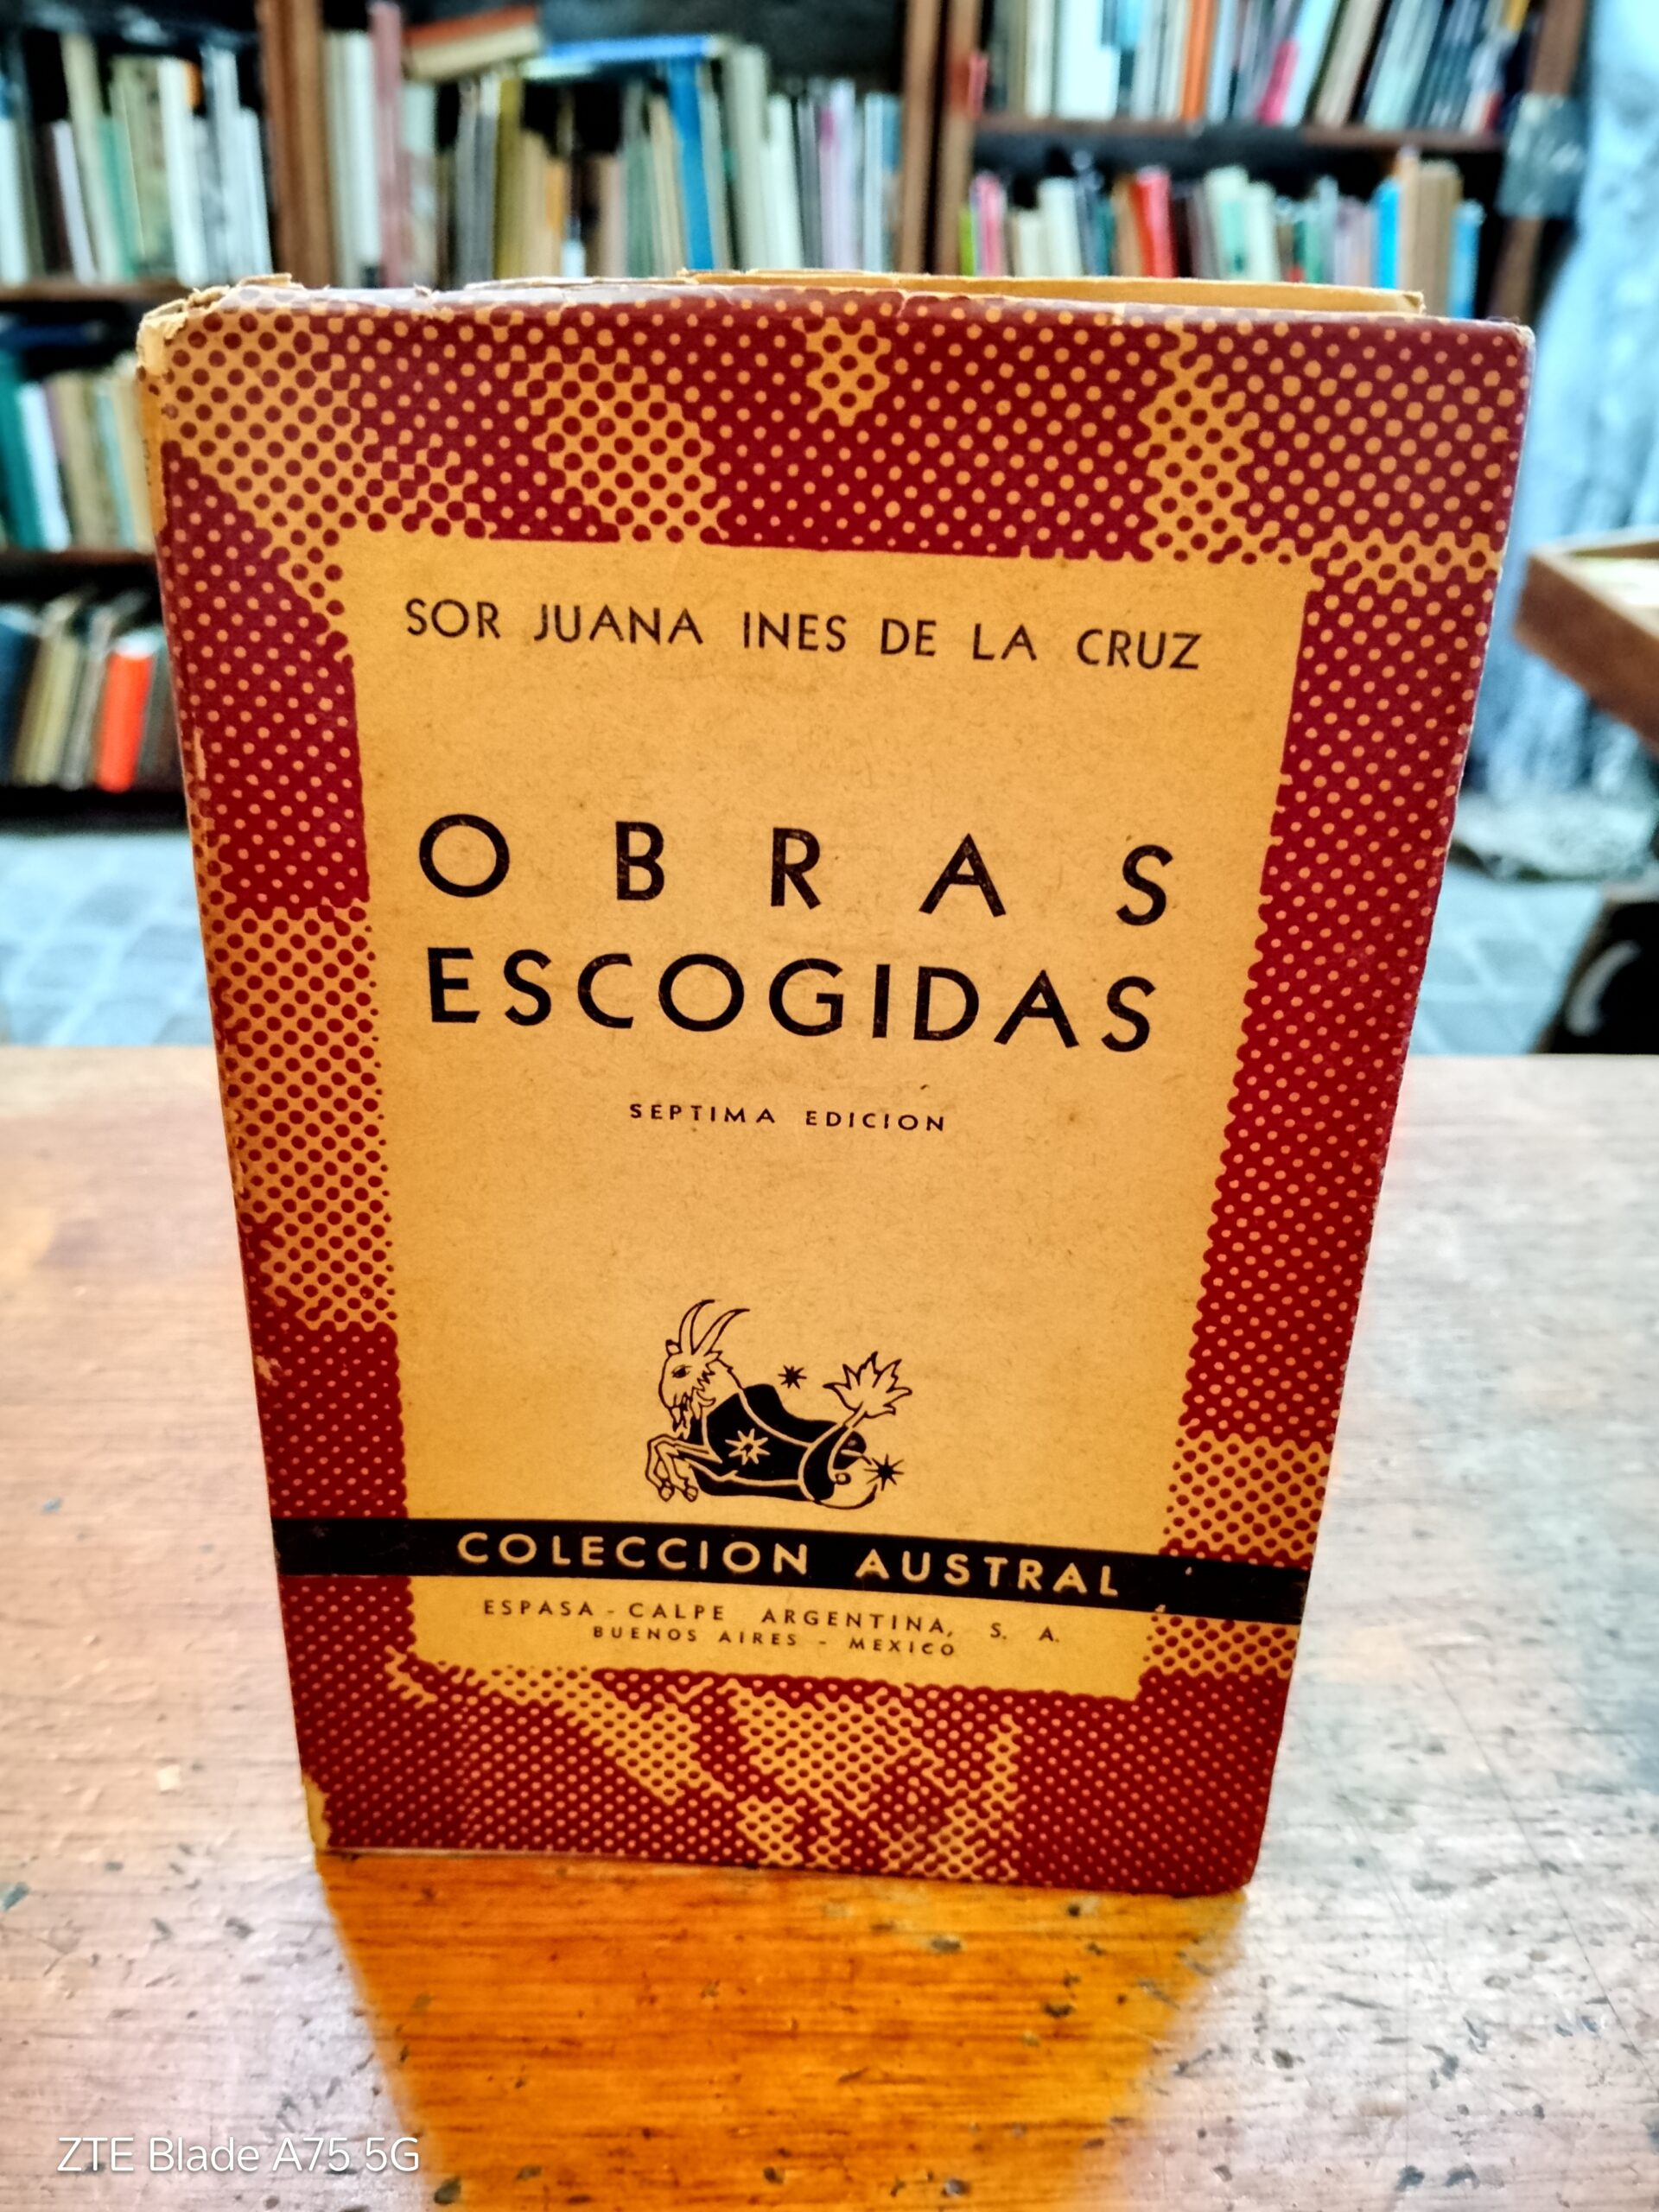 SOR JUANA INES DE LA CRUZ
OBRAS
ESCOGIDAS
SEPTIMA EDICION
COLECCION AUSTRAL
ESPASA - CALPE ARGENTINA, S. A.
BUENOS AIRES - MEXICO
ZTE Blade A75 5G